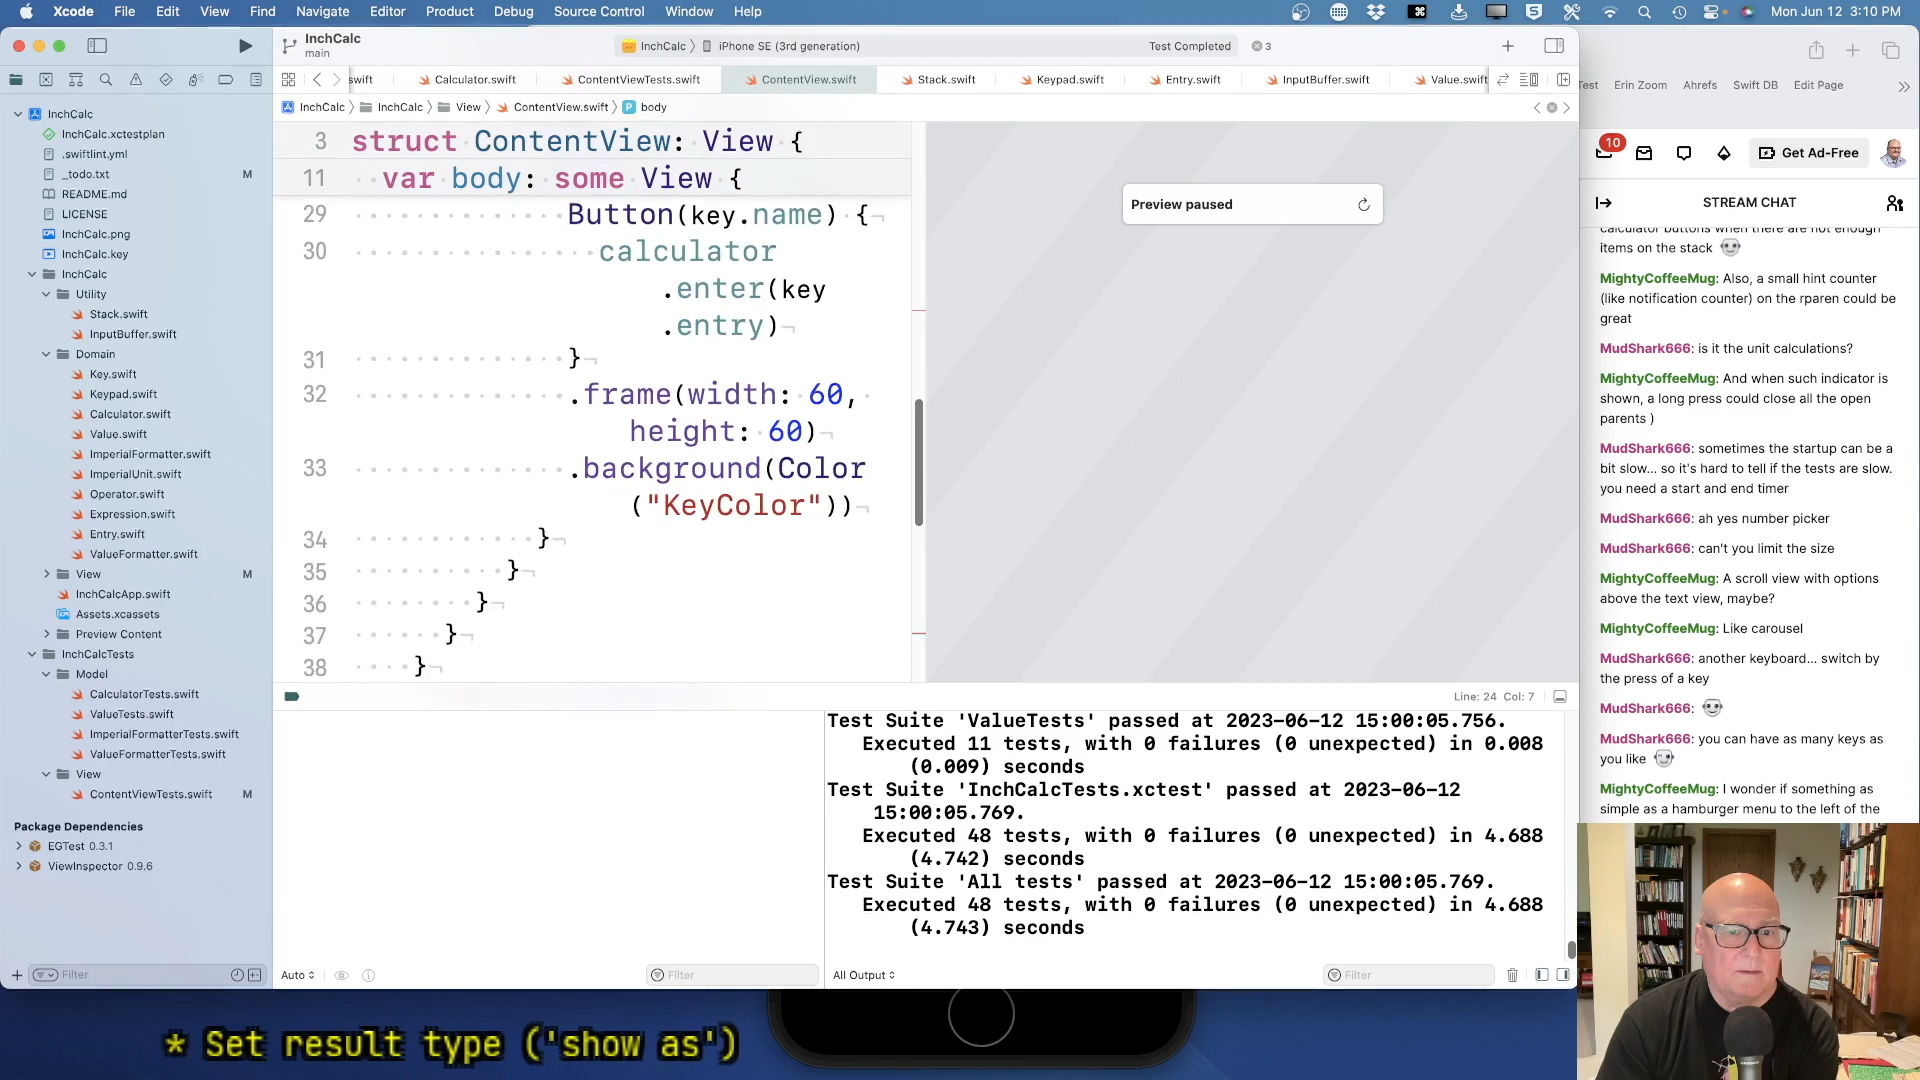 Xcode File Edit View Find Navigate Editor Product Debug Source Control Window Help
Mon Jun 12 3:10 PM
InchCalc
main
InchCalc iPhone SE (3rd generation)
Test Completed
3
swift
Calculator.swift
ContentViewTests.swift
ContentView.swift
Stack.swift
Keypad.swift
Entry.swift
InputBuffer.swift
Value.swift
InchCalc
InchCalc
View
ContentView.swift
P body
InchCalc
InchCalc.xctestplan
.swiftlint.yml
_todo.txt M
README.md
LICENSE
InchCalc.png
InchCalc.key
InchCalc
Utility
Stack.swift
InputBuffer.swift
Domain
Key.swift
Keypad.swift
Calculator.swift
Value.swift
ImperialFormatter.swift
ImperialUnit.swift
Operator.swift
Expression.swift
Entry.swift
ValueFormatter.swift
View M
InchCalcApp.swift
Assets.xcassets
Preview Content
InchCalcTests
Model
CalculatorTests.swift
ValueTests.swift
ImperialFormatterTests.swift
ValueFormatterTests.swift
View
ContentViewTests.swift M
Package Dependencies
EGTest 0.3.1
ViewInspector 0.9.6
Filter
3 struct ContentView: View {
11 var body: some View {
29 Button(key.name) {
30 calculator
.enter(key
.entry)
31 }
32 .frame(width: 60,
height: 60)
33 .background(Color
("KeyColor"))
34 }
35 }
36 }
37 }
38 }
Preview paused
Line: 24 Col: 7
Test Suite 'ValueTests' passed at 2023-06-12 15:00:05.756.
Executed 11 tests, with 0 failures (0 unexpected) in 0.008
(0.009) seconds
Test Suite 'InchCalcTests.xctest' passed at 2023-06-12
15:00:05.769.
Executed 48 tests, with 0 failures (0 unexpected) in 4.688
(4.742) seconds
Test Suite 'All tests' passed at 2023-06-12 15:00:05.769.
Executed 48 tests, with 0 failures (0 unexpected) in 4.688
(4.743) seconds
Auto
Filter
All Output
Filter
Erin Zoom Ahrefs Swift DB Edit Page
10
Get Ad-Free
STREAM CHAT
calculator buttons when there are not enough
items on the stack
MightyCoffeeMug: Also, a small hint counter
(like notification counter) on the rparen could be
great
MudShark666: is it the unit calculations?
MightyCoffeeMug: And when such indicator is
shown, a long press could close all the open
parents )
MudShark666: sometimes the startup can be a
bit slow... so it's hard to tell if the tests are slow.
you need a start and end timer
MudShark666: ah yes number picker
MudShark666: can't you limit the size
MightyCoffeeMug: A scroll view with options
above the text view, maybe?
MightyCoffeeMug: Like carousel
MudShark666: another keyboard... switch by
the press of a key
MudShark666:
MudShark666: you can have as many keys as
you like
MightyCoffeeMug: I wonder if something as
simple as a hamburger menu to the left of the
* Set result type ('show as')